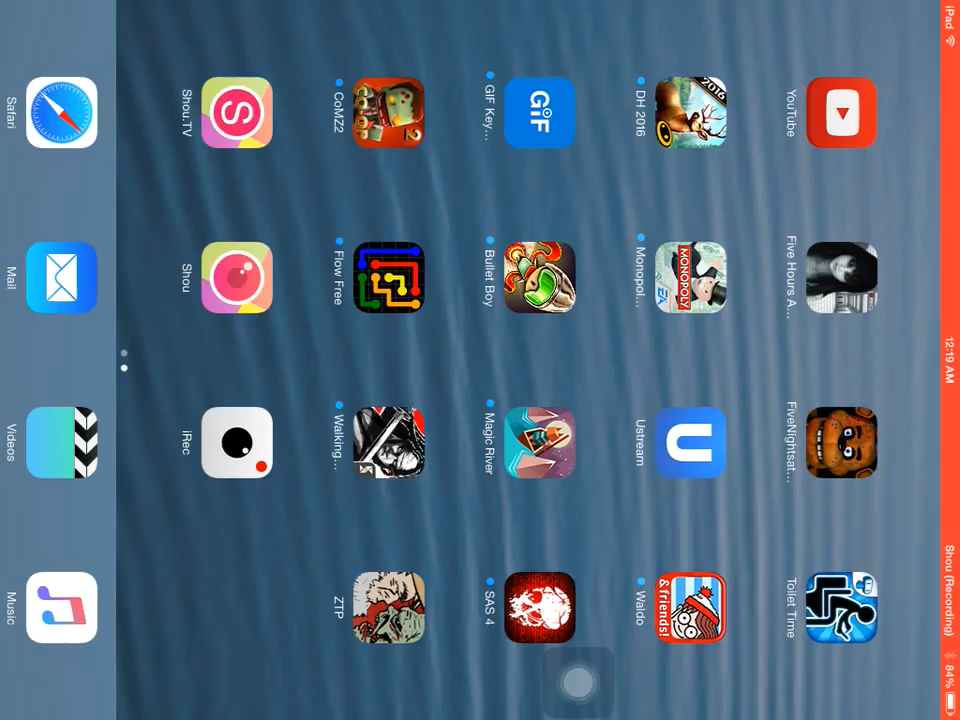 iPad 12:19 AM Shou (Recording) 84%
2016
YouTube Five Hours A... FiveNightsat... Toilet Time
MONOPOLY
EA
U
& friends!
DH 2016 Monopol... Ustream Waldo
GIF
GIF Key... Bullet Boy Magic River SAS 4
2
CoMZ2 Flow Free Walking... ZTP
S
Shou.TV Shou iRec
Safari Mail Videos Music